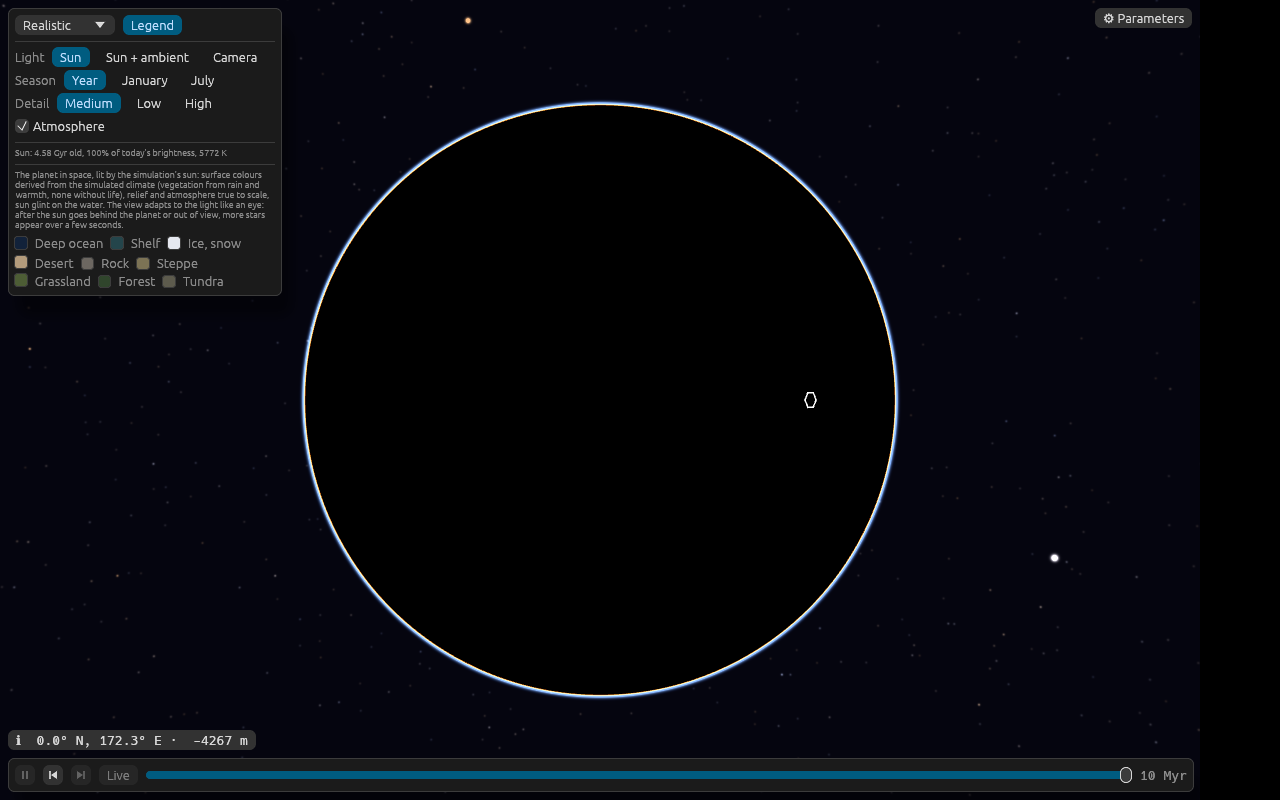 Realistic Legend
⚙ Parameters
Light Sun Sun + ambient Camera
Season Year January July
Detail Medium Low High
Atmosphere
Sun: 4.58 Gyr old, 100% of today's brightness, 5772 K
The planet in space, lit by the simulation's sun: surface colours
derived from the simulated climate (vegetation from rain and
warmth, none without life), relief and atmosphere true to scale,
sun glint on the water. The view adapts to the light like an eye:
after the sun goes behind the planet or out of view, more stars
appear over a few seconds.
Deep ocean Shelf Ice, snow
Desert Rock Steppe
Grassland Forest Tundra
ℹ 0.0° N, 172.3° E · −4267 m
Live 10 Myr